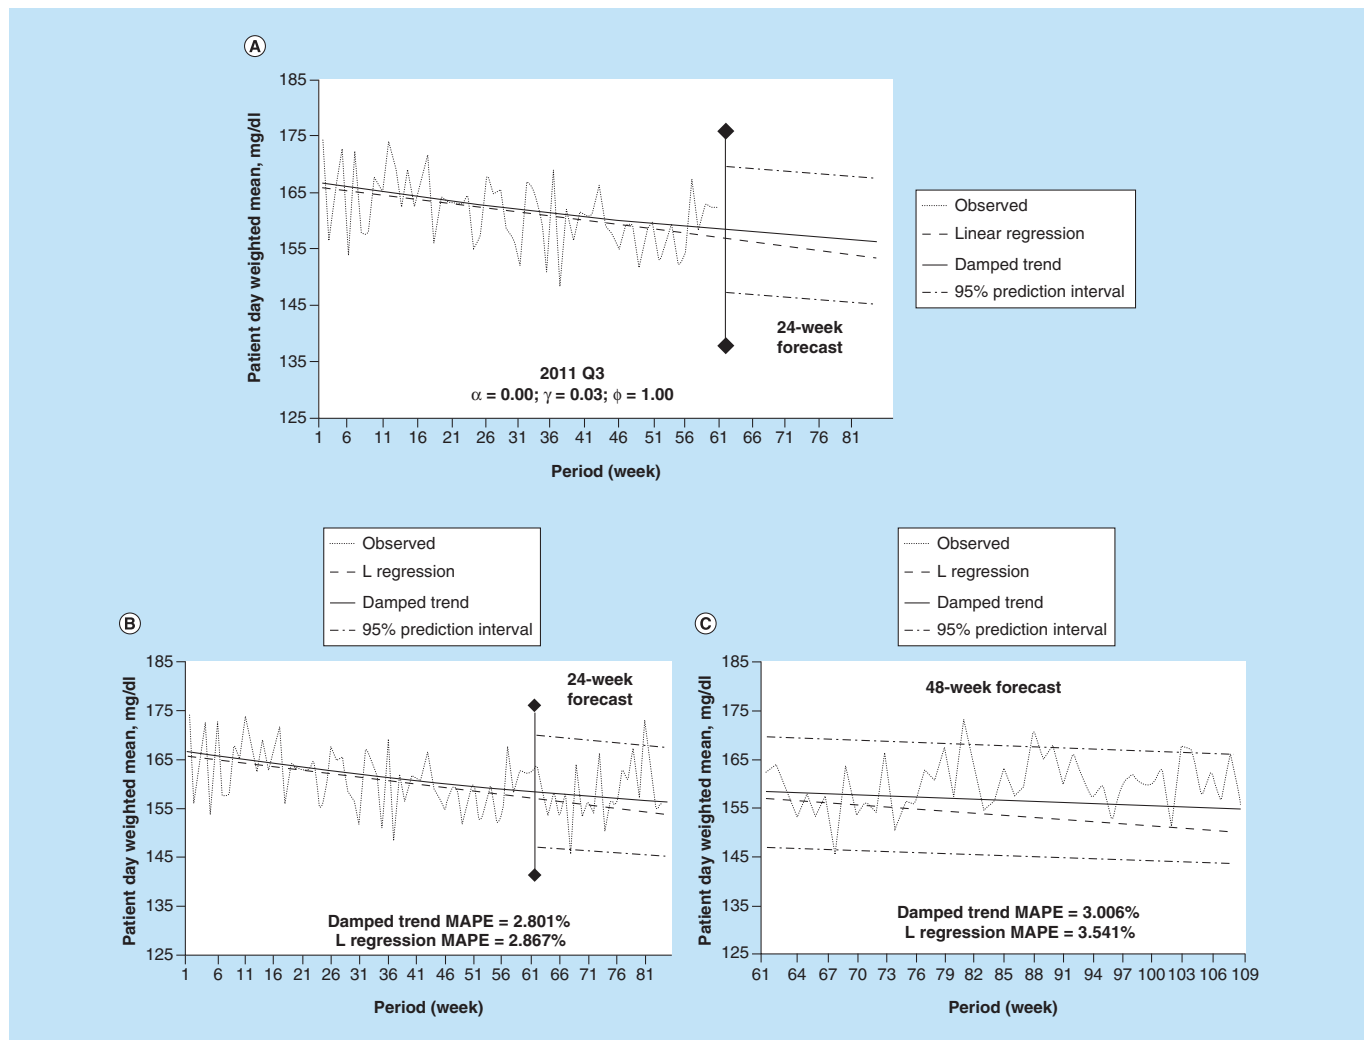 A
Patient day weighted mean, mg/dl
185
175
165
155
145
135
125
24-week
forecast
2011 Q3
α = 0.00; γ = 0.03; ϕ = 1.00
1 6 11 16 21 26 31 36 41 46 51 56 61 66 71 76 81
Period (week)
Observed
Linear regression
Damped trend
95% prediction interval
B
Observed
L regression
Damped trend
95% prediction interval
Patient day weighted mean, mg/dl
185
175
165
155
145
135
125
24-week
forecast
Damped trend MAPE = 2.801%
L regression MAPE = 2.867%
1 6 11 16 21 26 31 36 41 46 51 56 61 66 71 76 81
Period (week)
C
Observed
L regression
Damped trend
95% prediction interval
Patient day weighted mean, mg/dl
185
175
165
155
145
135
125
48-week forecast
Damped trend MAPE = 3.006%
L regression MAPE = 3.541%
61 64 67 70 73 76 79 82 85 88 91 94 97 100 103 106 109
Period (week)